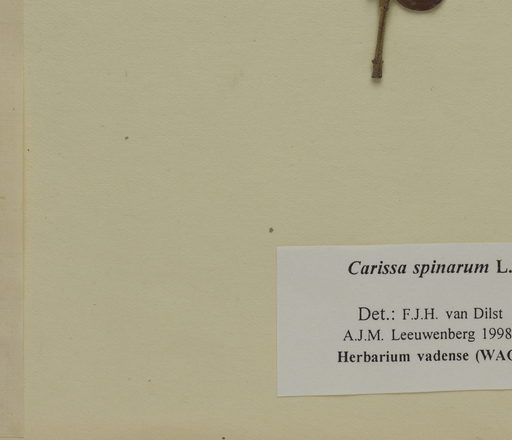 Carissa spinarum L.
Det.: F.J.H. van Dilst
A.J.M. Leeuwenberg 1998
Herbarium vadense (WAG